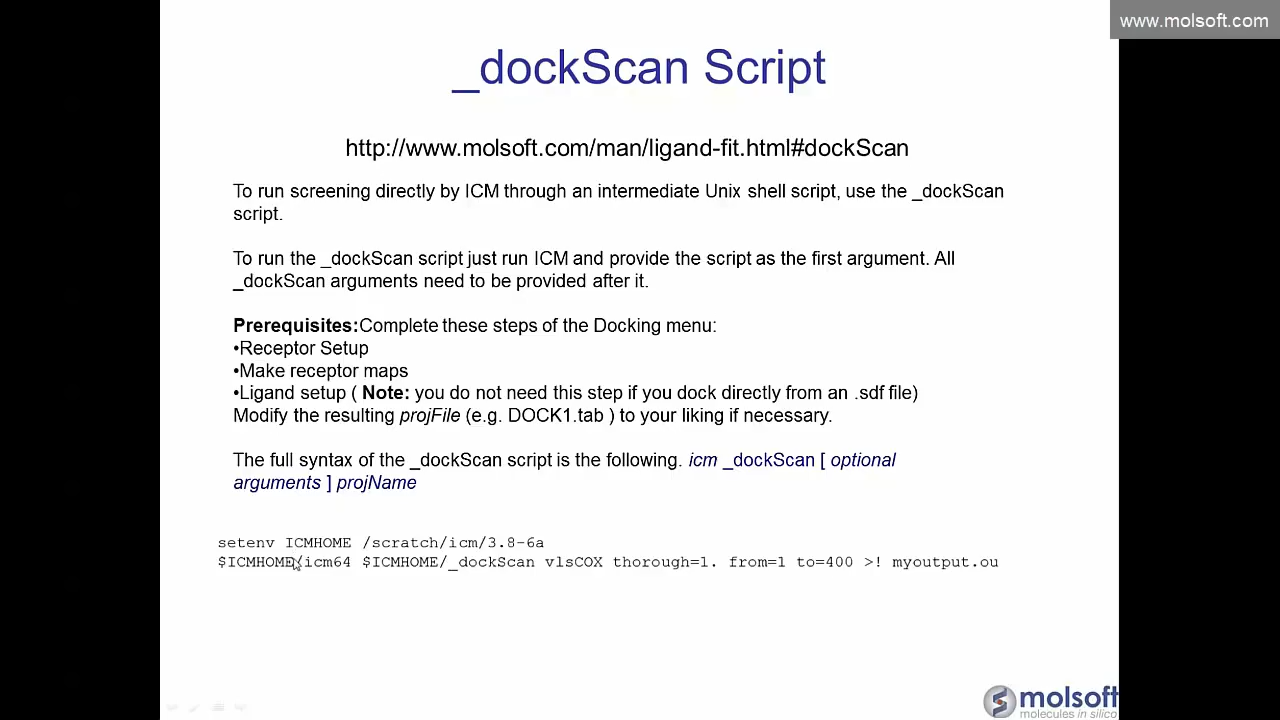 www.molsoft.com
_dockScan Script
http://www.molsoft.com/man/ligand-fit.html#dockScan
To run screening directly by ICM through an intermediate Unix shell script, use the _dockScan
script.
To run the _dockScan script just run ICM and provide the script as the first argument. All
_dockScan arguments need to be provided after it.
Prerequisites:Complete these steps of the Docking menu:
•Receptor Setup
•Make receptor maps
•Ligand setup ( Note: you do not need this step if you dock directly from an .sdf file)
Modify the resulting projFile (e.g. DOCK1.tab ) to your liking if necessary.
The full syntax of the _dockScan script is the following. icm _dockScan [ optional
arguments ] projName
setenv ICMHOME /scratch/icm/3.8-6a
$ICMHOME/icm64 $ICMHOME/_dockScan vlsCOX thorough=1. from=1 to=400 >! myoutput.ou
molsoft
molecules in silico